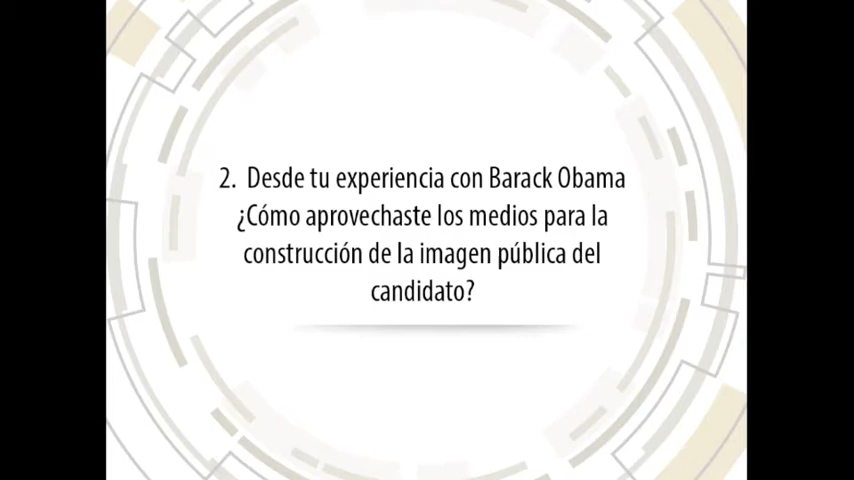 2. Desde tu experiencia con Barack Obama
¿Cómo aprovechaste los medios para la
construcción de la imagen pública del
candidato?